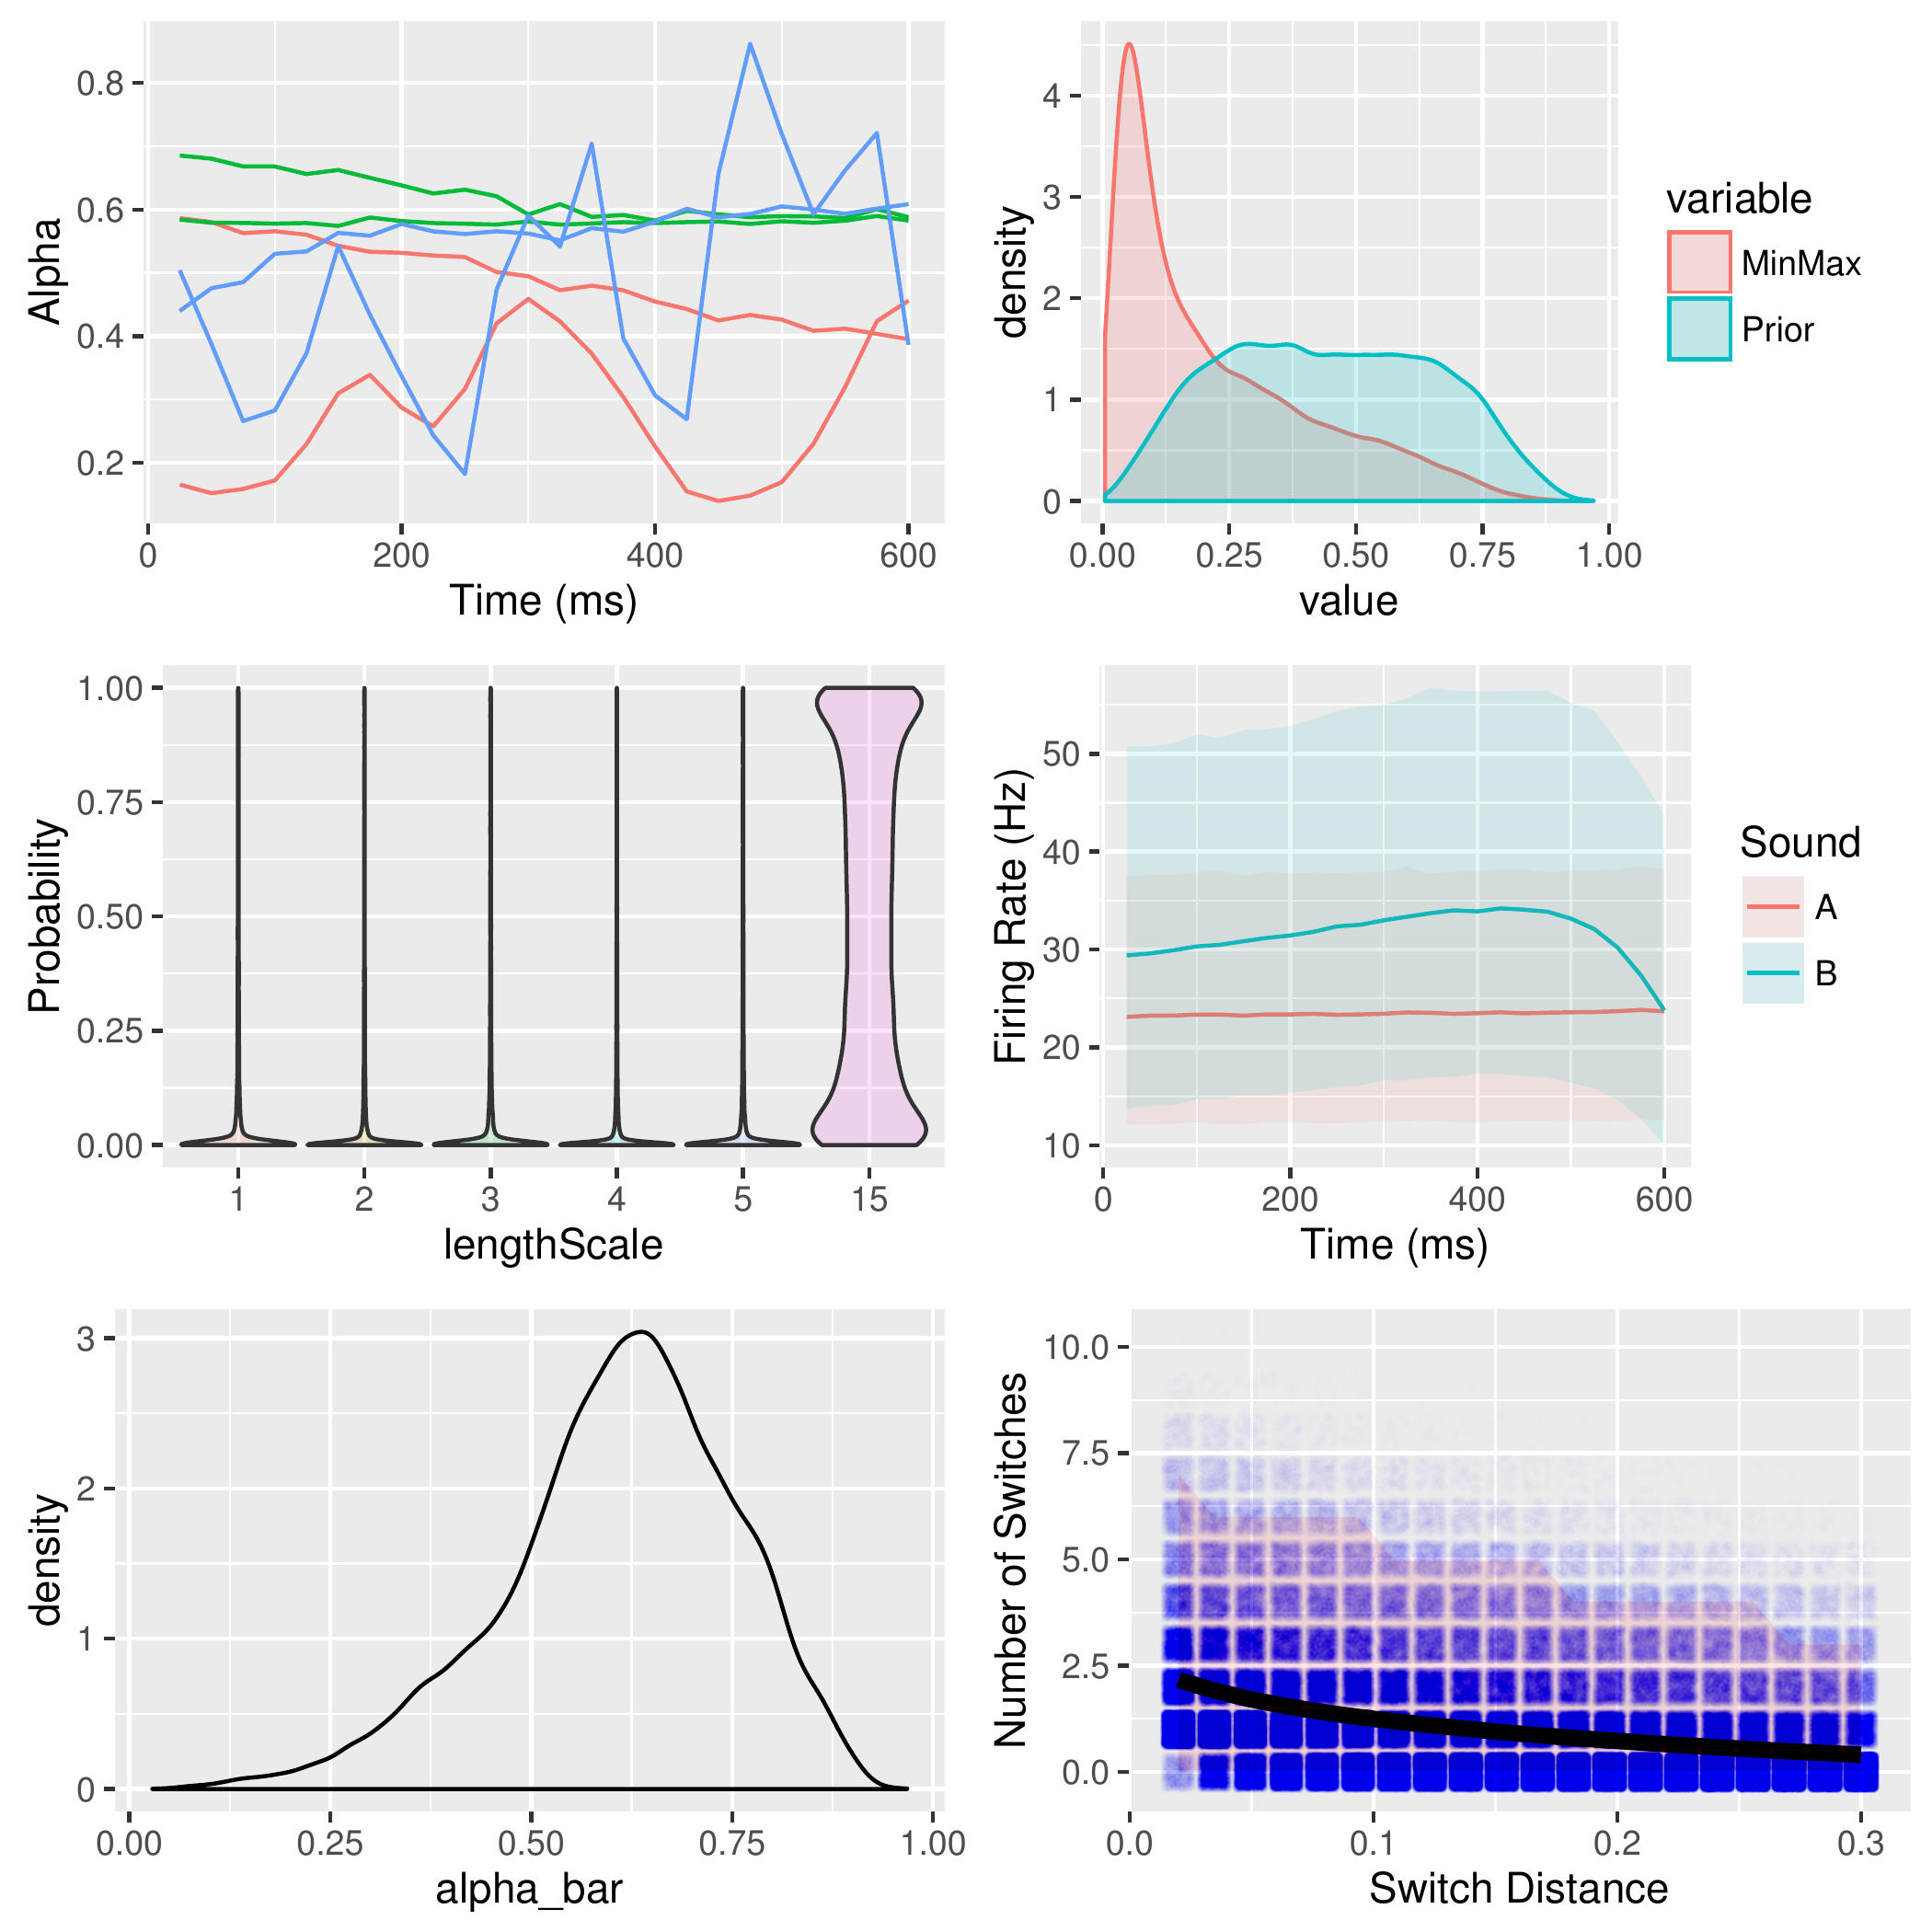 Alpha
0.8
0.6
0.4
0.2
0 200 400 600
Time (ms)
density
4
3
2
1
0
0.00 0.25 0.50 0.75 1.00
value
variable
MinMax
Prior
Probability
1.00
0.75
0.50
0.25
0.00
1 2 3 4 5 15
lengthScale
Firing Rate (Hz)
50
40
30
20
10
0 200 400 600
Time (ms)
Sound
A
B
density
3
2
1
0
0.00 0.25 0.50 0.75 1.00
alpha_bar
Number of Switches
10.0
7.5
5.0
2.5
0.0
0.0 0.1 0.2 0.3
Switch Distance